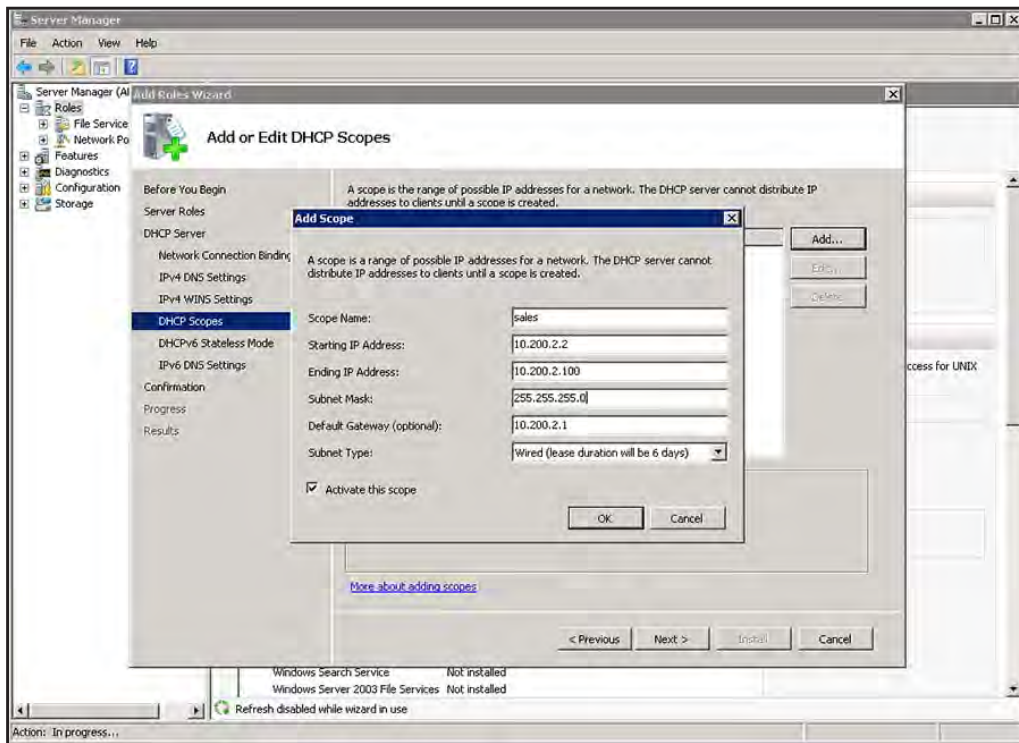 Server Manager
File Action View Help
Server Manager (Al
Roles
File Service
Network Po
Features
Diagnostics
Configuration
Storage
Add Roles Wizard
Add or Edit DHCP Scopes
Before You Begin
Server Roles
DHCP Server
Network Connection Binding
IPv4 DNS Settings
IPv4 WINS Settings
DHCP Scopes
DHCPv6 Stateless Mode
IPv6 DNS Settings
Confirmation
Progress
Results
A scope is the range of possible IP addresses for a network. The DHCP server cannot distribute IP
addresses to clients until a scope is created.
Add...
Edit...
Delete
Add Scope
A scope is a range of possible IP addresses for a network. The DHCP server cannot
distribute IP addresses to clients until a scope is created.
Scope Name: sales
Starting IP Address: 10.200.2.2
Ending IP Address: 10.200.2.100
Subnet Mask: 255.255.255.0
Default Gateway (optional): 10.200.2.1
Subnet Type: Wired (lease duration will be 6 days)
Activate this scope
OK Cancel
More about adding scopes
< Previous Next > Install Cancel
ccess for UNIX
Windows Search Service Not installed
Windows Server 2003 File Services Not installed
Refresh disabled while wizard in use
Action: In progress...